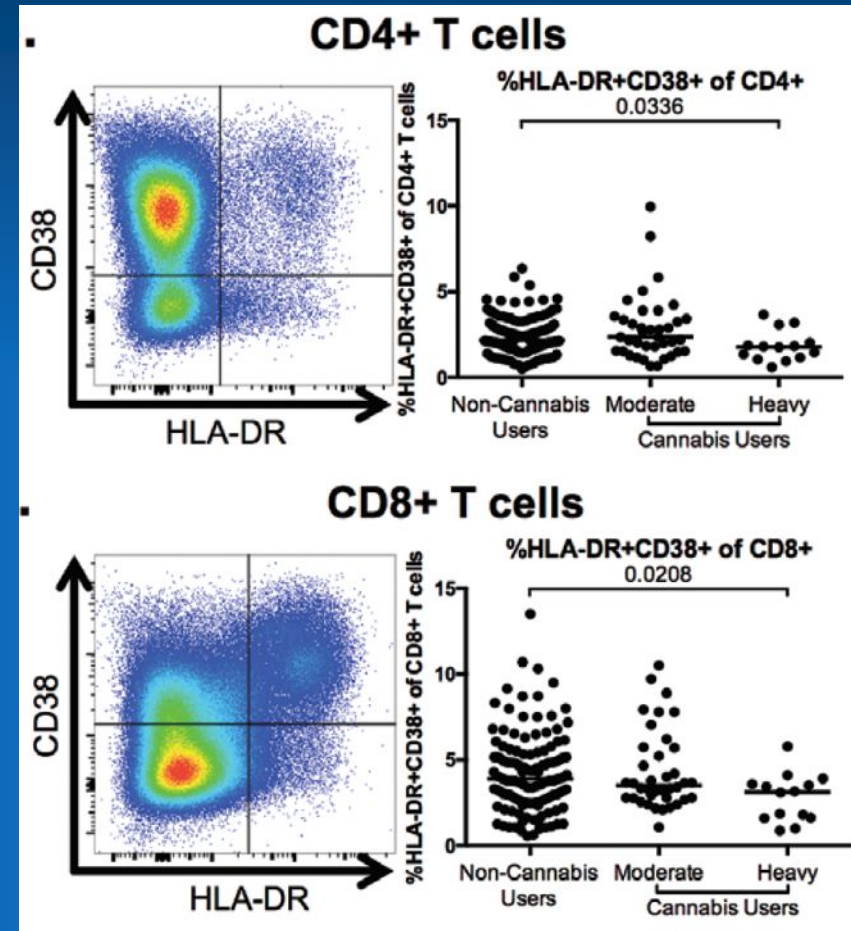 .
CD4+ T cells
%HLA-DR+CD38+ of CD4+
0.0336
%HLA-DR+CD38+ of CD4+ T cells
15
10
5
0
CD38
HLA-DR
Non-Cannabis
Users
Moderate
Heavy
Cannabis Users
.
CD8+ T cells
%HLA-DR+CD38+ of CD8+
0.0208
%HLA-DR+CD38+ of CD8+ T cells
15
10
5
0
CD38
HLA-DR
Non-Cannabis
Users
Moderate
Heavy
Cannabis Users